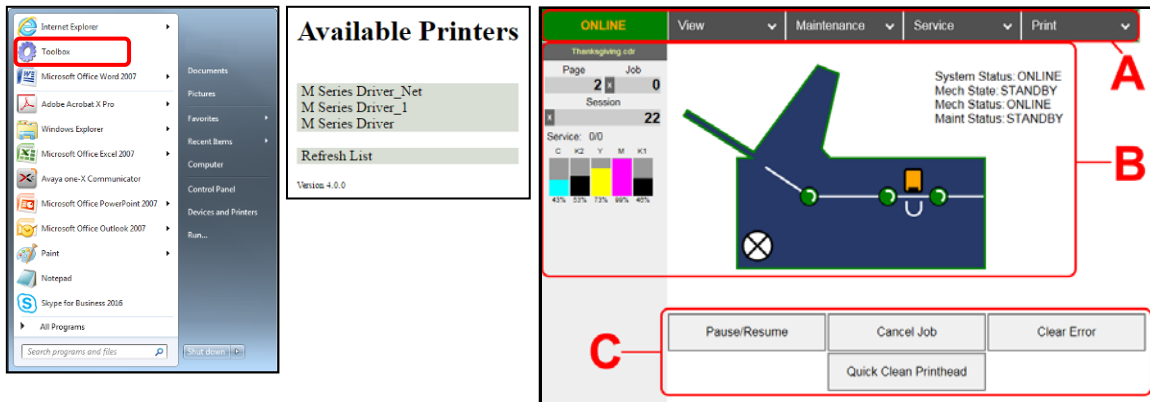 Internet Explorer
Toolbox
Microsoft Office Word 2007
Adobe Acrobat X Pro
Windows Explorer
Microsoft Office Excel 2007
Avaya one-X Communicator
Microsoft Office PowerPoint 2007
Microsoft Office Outlook 2007
Paint
Notepad
Skype for Business 2016
All Programs
Search programs and files
Documents
Pictures
Favorites
Recent Items
Computer
Control Panel
Devices and Printers
Run...
Shut down
Available Printers
M Series Driver_Net
M Series Driver_1
M Series Driver
Refresh List
Version 4.0.0
ONLINE View Maintenance Service Print
A
Thanksgiving.cdr
Page Job
2 x 0
Session
x 22
Service: 0/0
C K2 Y M K1
43% 53% 73% 99% 46%
System Status: ONLINE
Mech State: STANDBY
Mech Status: ONLINE
Maint Status: STANDBY
B
Pause/Resume Cancel Job Clear Error
Quick Clean Printhead
C